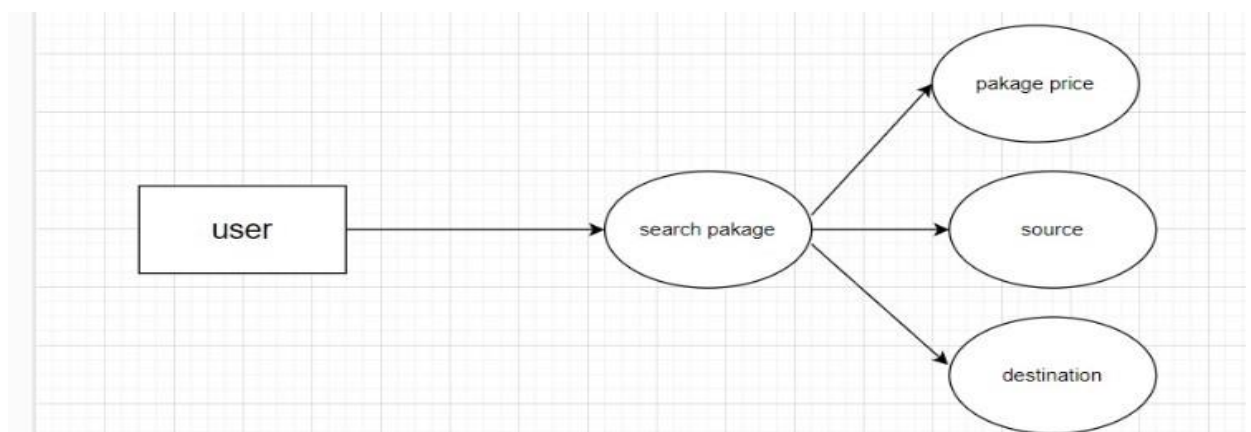 pakage price
user
search pakage
source
destination